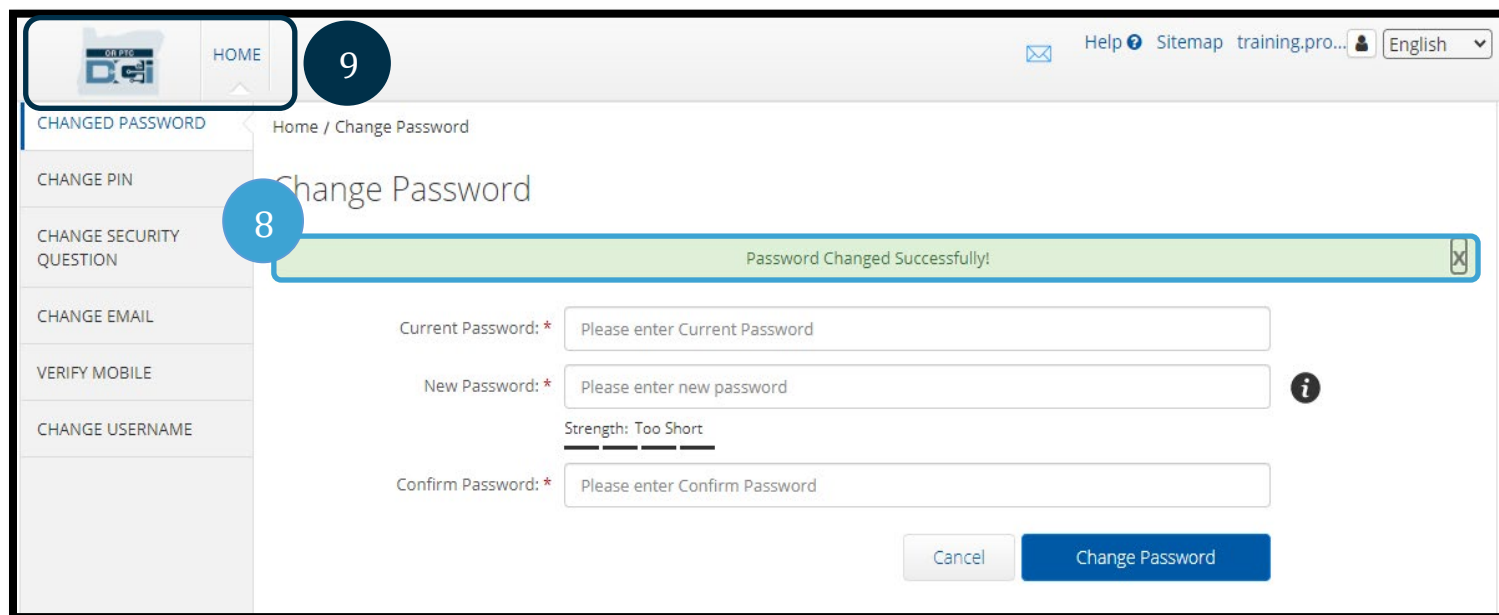 OR PTC
DCI
HOME
9
Help ? Sitemap training.pro... English
CHANGED PASSWORD
Home / Change Password
CHANGE PIN
Change Password
CHANGE SECURITY
QUESTION
8
Password Changed Successfully! X
CHANGE EMAIL
Current Password: * Please enter Current Password
VERIFY MOBILE
New Password: * Please enter new password i
CHANGE USERNAME
Strength: Too Short
Confirm Password: * Please enter Confirm Password
Cancel Change Password